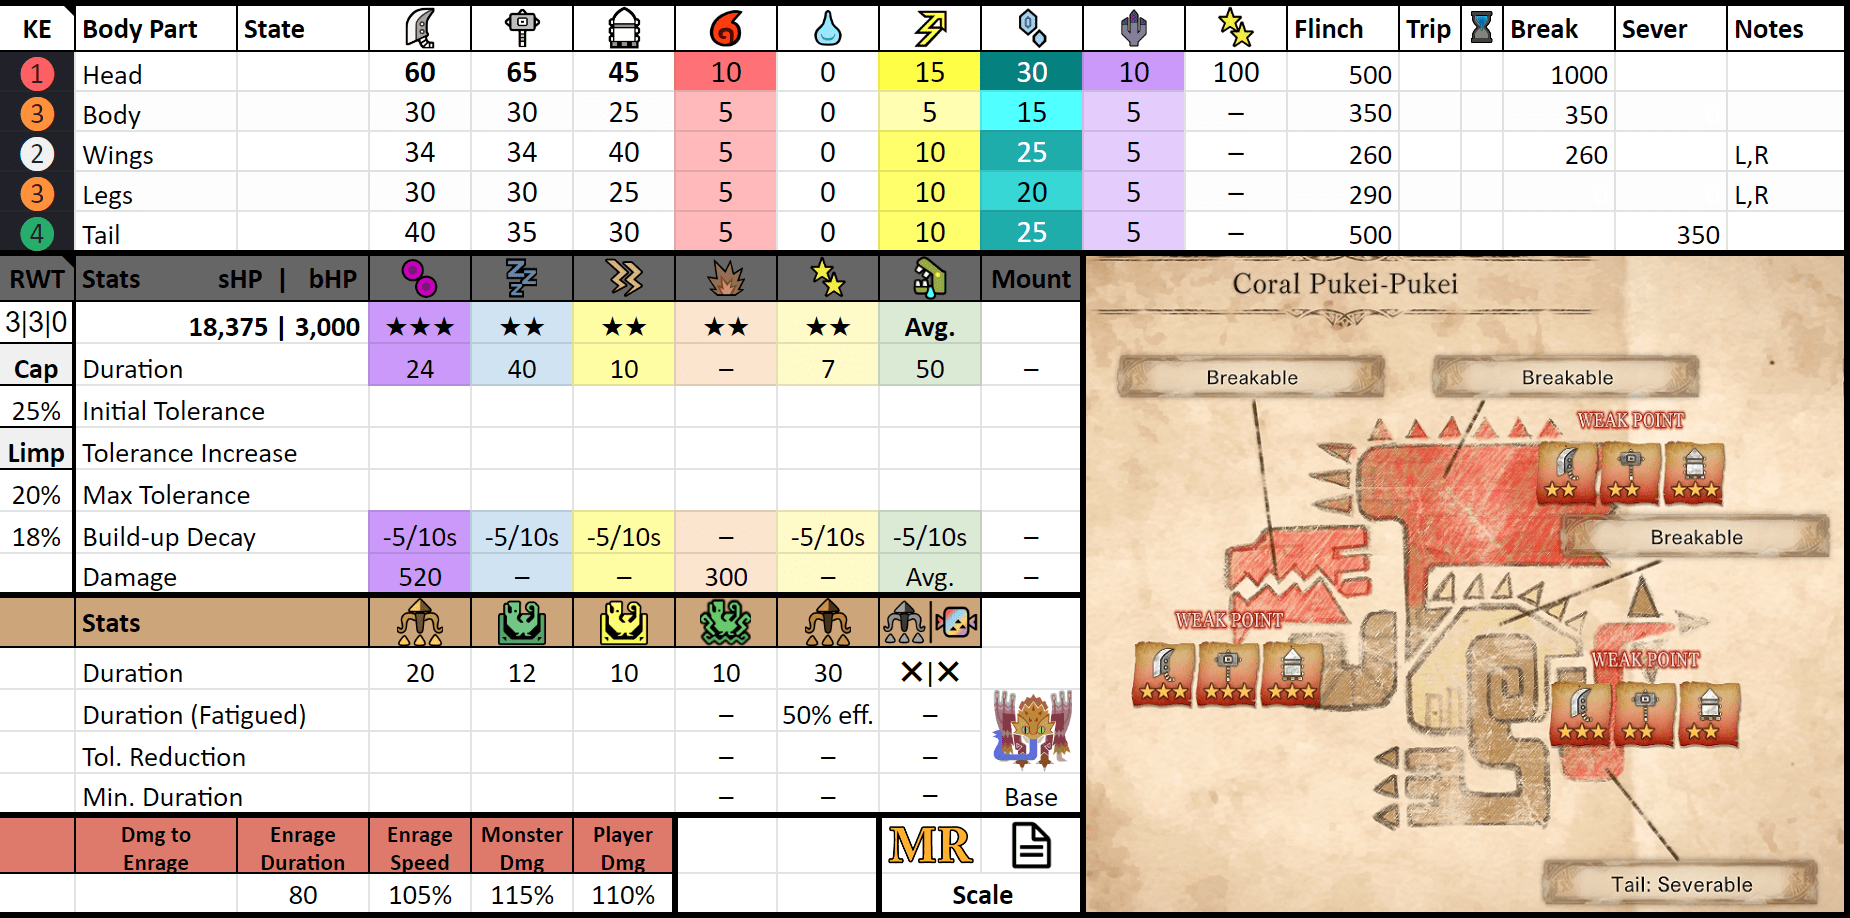 KE Body Part State Flinch Trip Break Sever Notes
1 Head 60 65 45 10 0 15 30 10 100 500 1000
3 Body 30 30 25 5 0 5 15 5 – 350 350
2 Wings 34 34 40 5 0 10 25 5 – 260 260 L,R
3 Legs 30 30 25 5 0 10 20 5 – 290 L,R
4 Tail 40 35 30 5 0 10 25 5 – 500 350
RWT Stats sHP | bHP Mount
3|3|0 18,375 | 3,000 ★★★ ★★ ★★ ★★ ★★ Avg.
Cap Duration 24 40 10 – 7 50 –
25% Initial Tolerance
Limp Tolerance Increase
20% Max Tolerance
18% Build-up Decay -5/10s -5/10s -5/10s – -5/10s -5/10s –
Damage 520 – – 300 – Avg. –
Stats
Duration 20 12 10 10 30 ✕|✕
Duration (Fatigued) – 50% eff. –
Tol. Reduction – – –
Min. Duration – – – Base
Dmg to Enrage
Enrage Duration
Enrage Speed
Monster Dmg
Player Dmg
MR
80 105% 115% 110% Scale
Coral Pukei-Pukei
Breakable
Breakable
WEAK POINT
Breakable
WEAK POINT
WEAK POINT
Tail: Severable